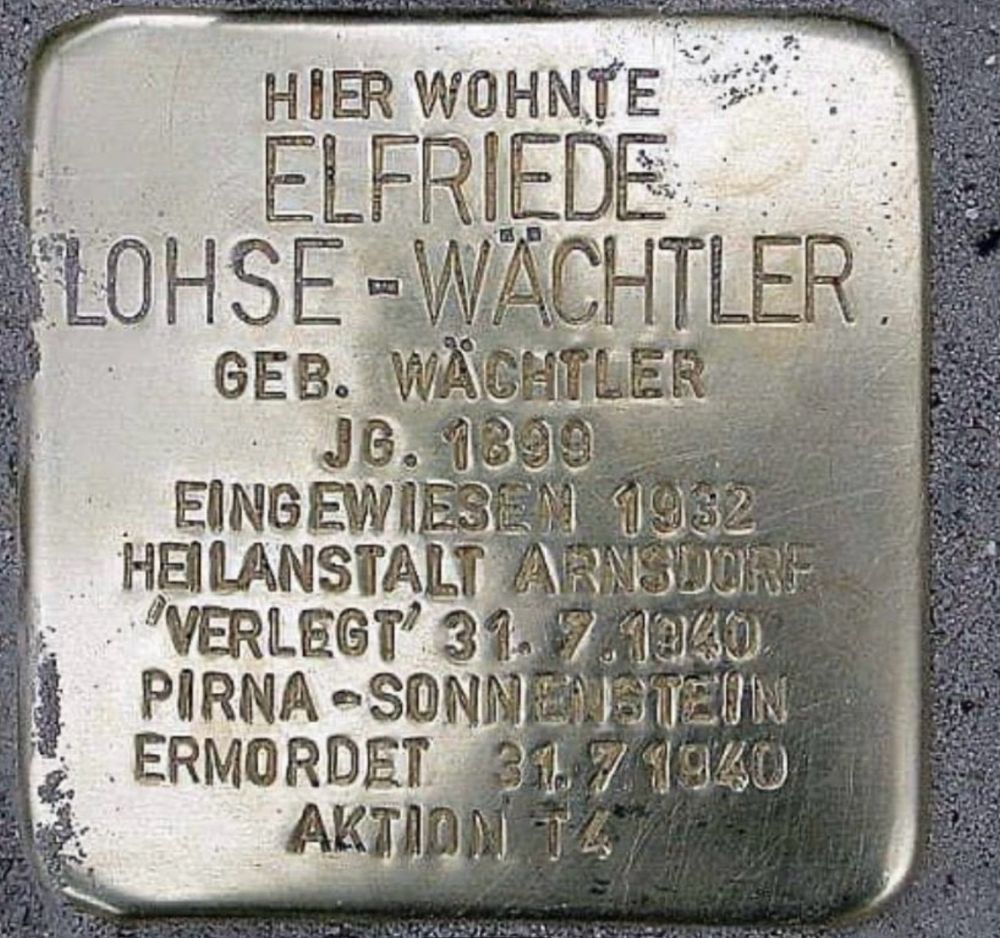 HIER WOHNTE
ELFRIEDE
LOHSE-WÄCHTLER
GEB. WÄCHTLER
JG. 1899
EINGEWIESEN 1932
HEILANSTALT ARNSDORF
'VERLEGT' 31.7.1940
PIRNA-SONNENSTEIN
ERMORDET 31.7.1940
AKTION T4